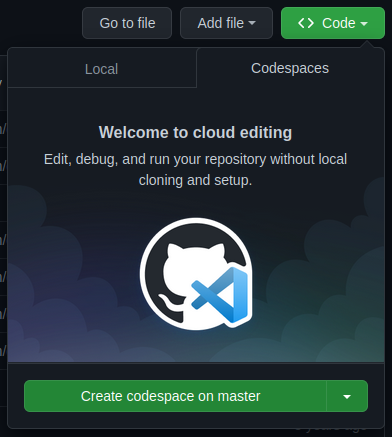 Go to file Add file Code
Local Codespaces
Welcome to cloud editing
Edit, debug, and run your repository without local
cloning and setup.
Create codespace on master